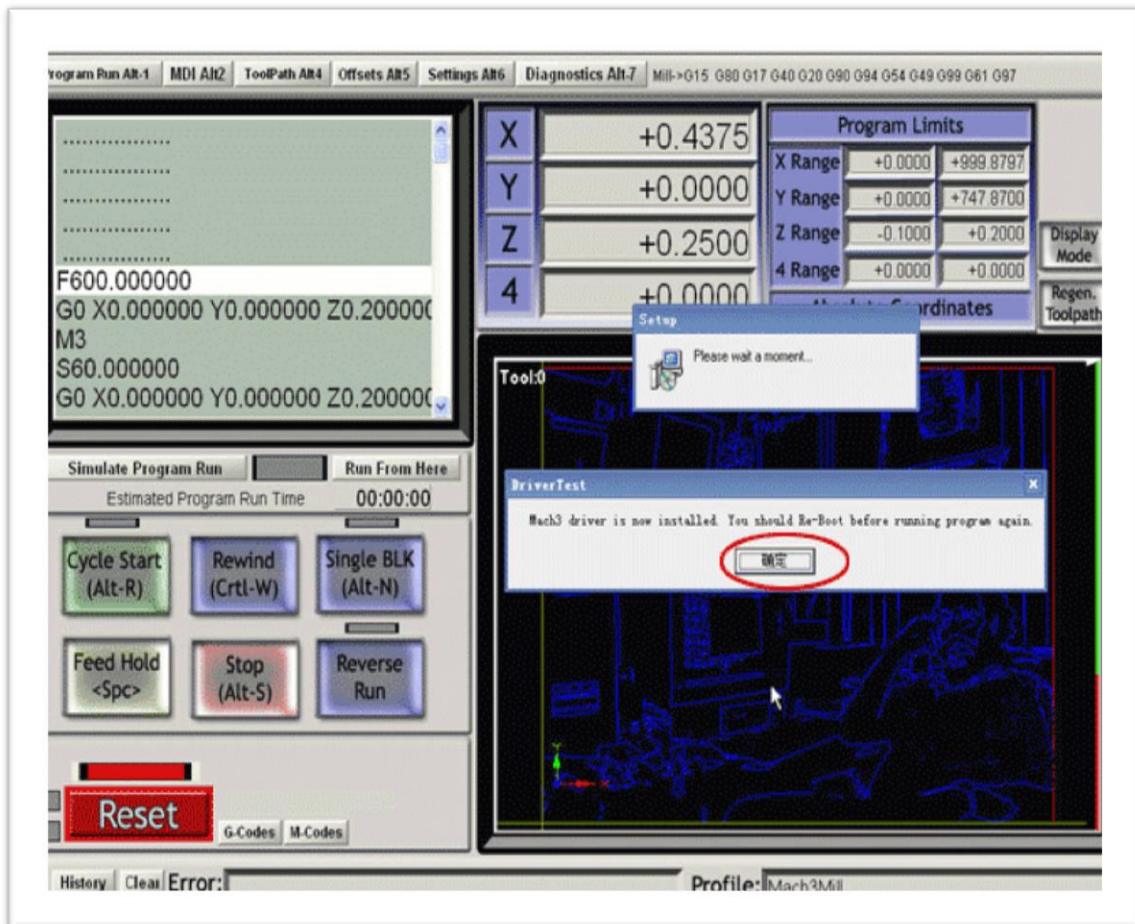 rogram Run Alt-1 MDI Alt2 ToolPath Alt4 Offsets Alt5 Settings Alt6 Diagnostics Alt-7 Mill->G15 G80 G17 G40 G20 G90 G94 G54 G49 G99 G61 G97
.................
.................
.................
.................
.................
F600.000000
G0 X0.000000 Y0.000000 Z0.200000
M3
S60.000000
G0 X0.000000 Y0.000000 Z0.200000
X +0.4375
Y +0.0000
Z +0.2500
4 +0.0000
Program Limits
X Range +0.0000 +999.8797
Y Range +0.0000 +747.8700
Z Range -0.1000 +0.2000
4 Range +0.0000 +0.0000
Display
Mode
Regen.
Toolpath
Setup
Please wait a moment...
Tool:0
DriverTest
Mach3 driver is now installed. You should Re-Boot before running program again.
确定
Simulate Program Run Run From Here
Estimated Program Run Time 00:00:00
Cycle Start
(Alt-R)
Rewind
(Crtl-W)
Single BLK
(Alt-N)
Feed Hold
<Spc>
Stop
(Alt-S)
Reverse
Run
Reset
G-Codes M-Codes
History Clear Error:
Profile: Mach3Mill